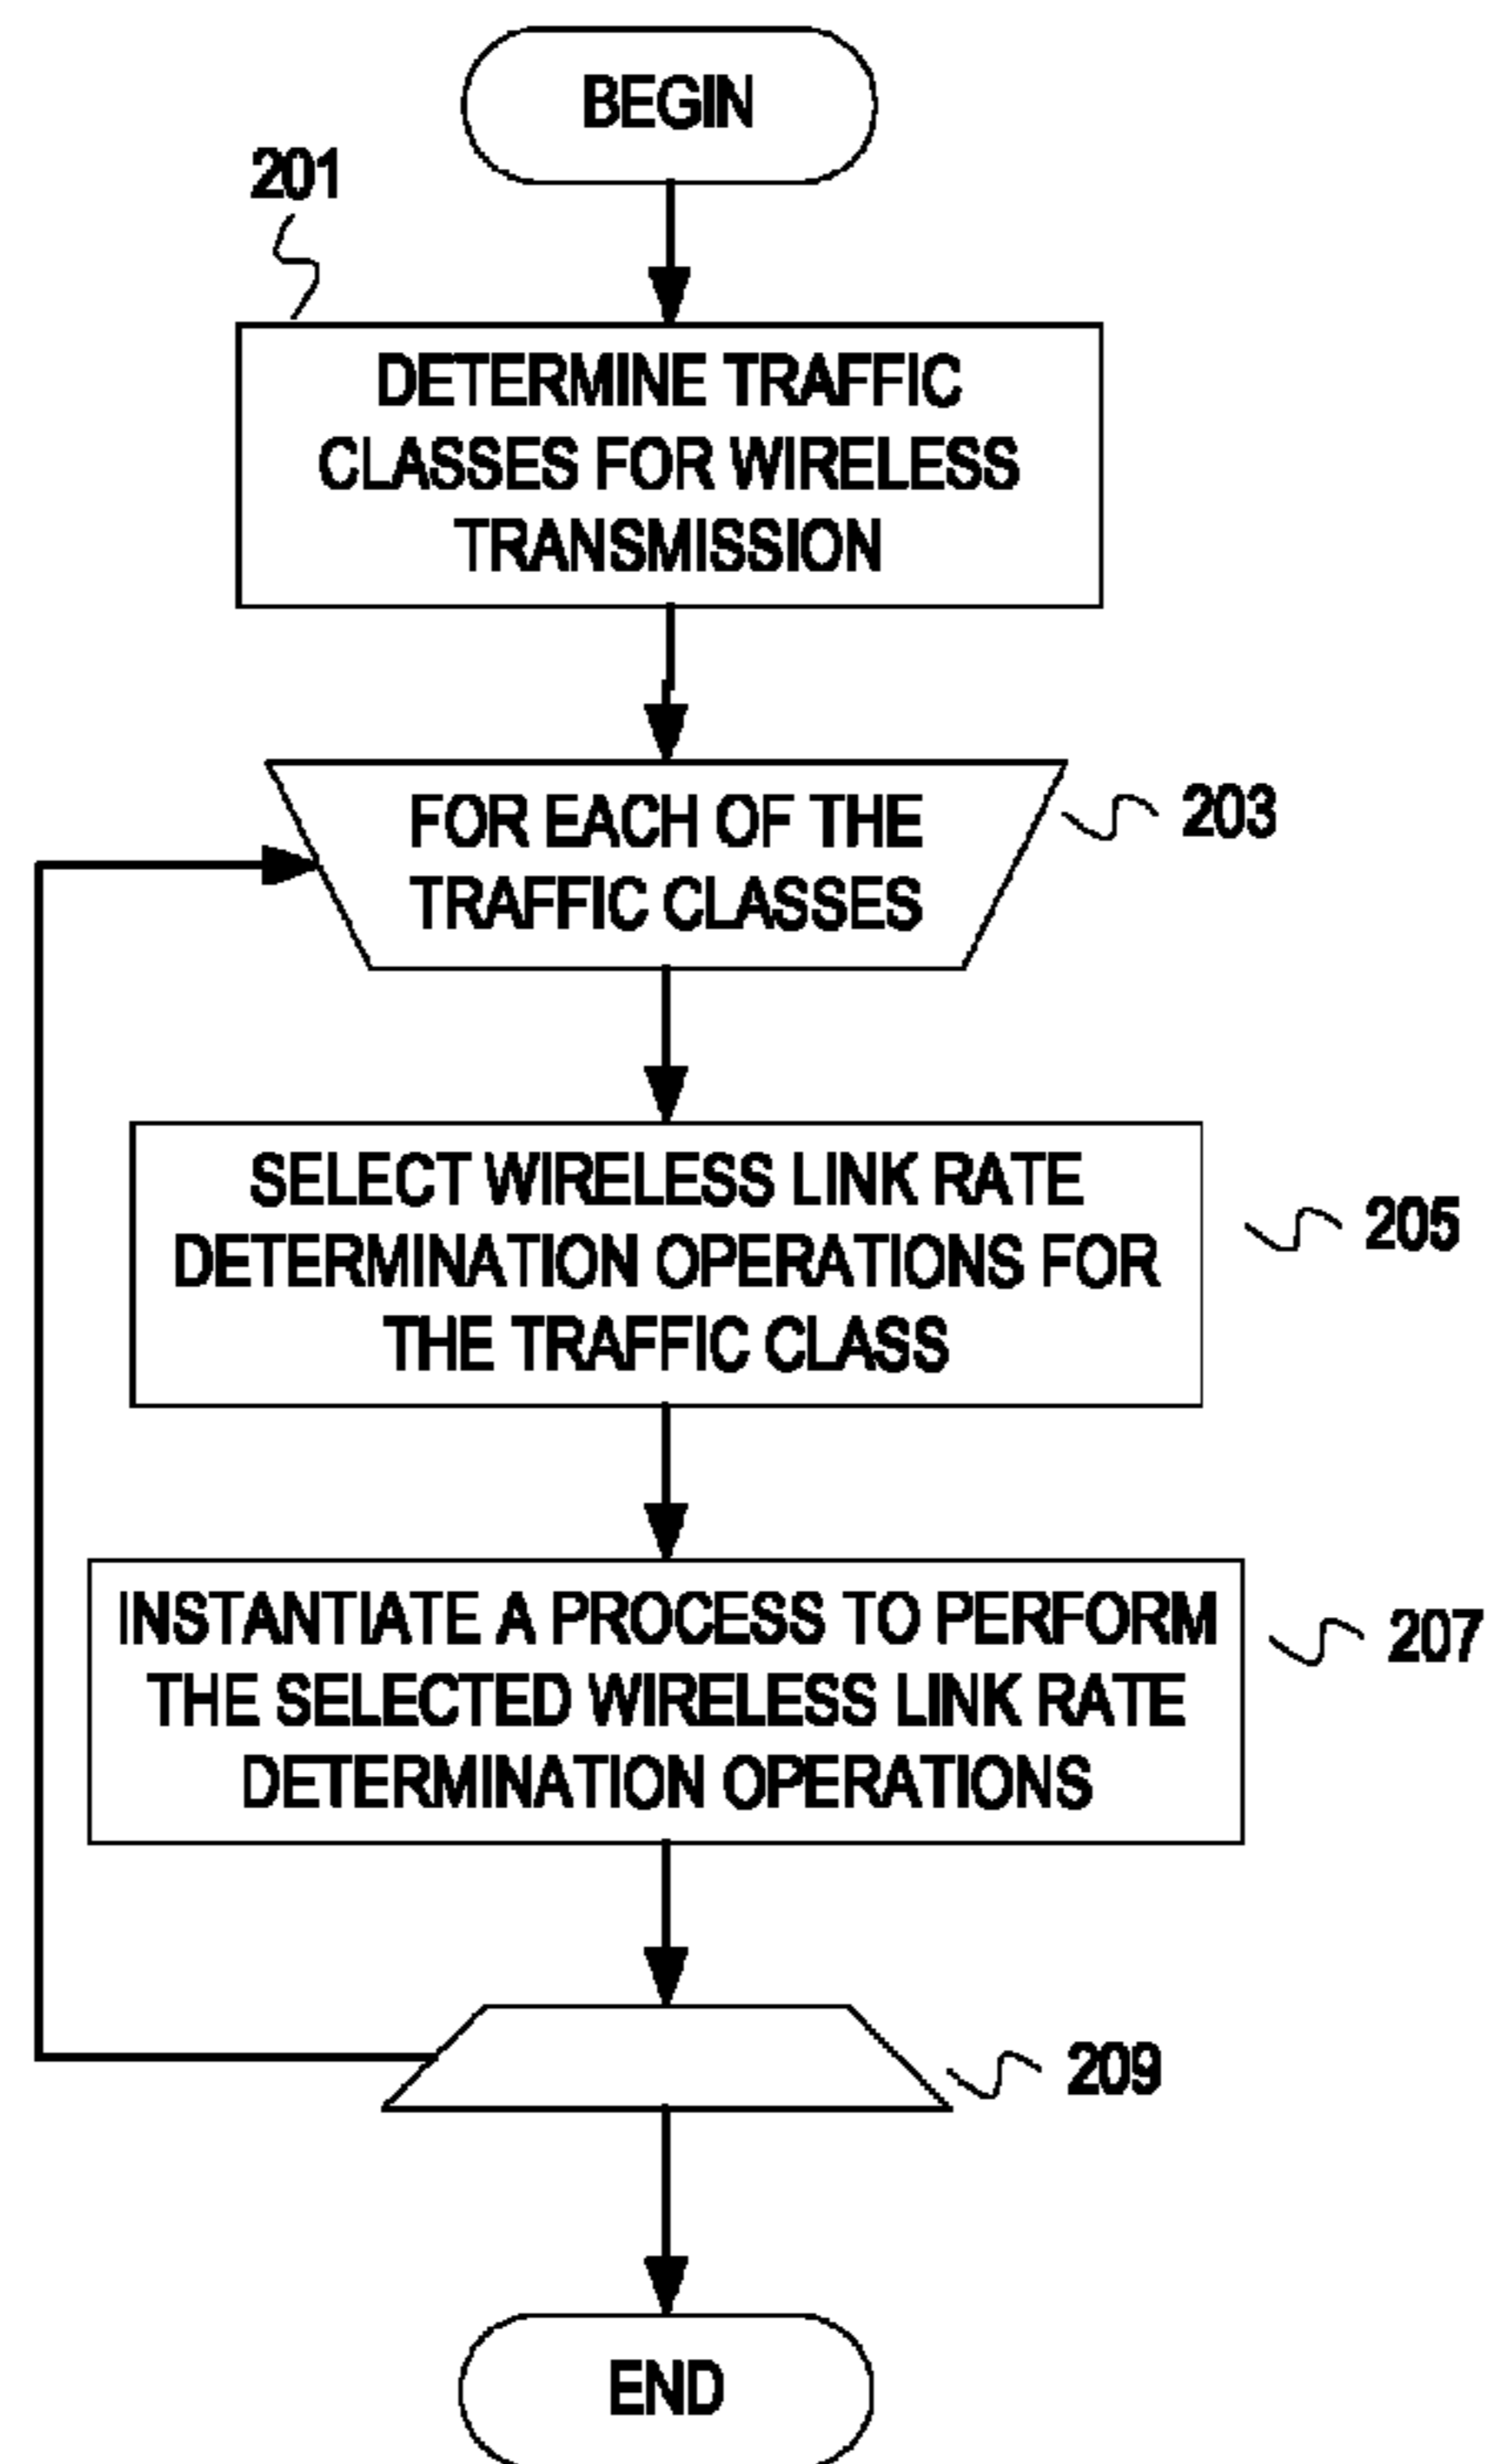 BEGIN
201
DETERMINE TRAFFIC
CLASSES FOR WIRELESS
TRANSMISSION
FOR EACH OF THE
TRAFFIC CLASSES
203
SELECT WIRELESS LINK RATE
DETERMINATION OPERATIONS FOR
THE TRAFFIC CLASS
205
INSTANTIATE A PROCESS TO PERFORM
THE SELECTED WIRELESS LINK RATE
DETERMINATION OPERATIONS
207
209
END